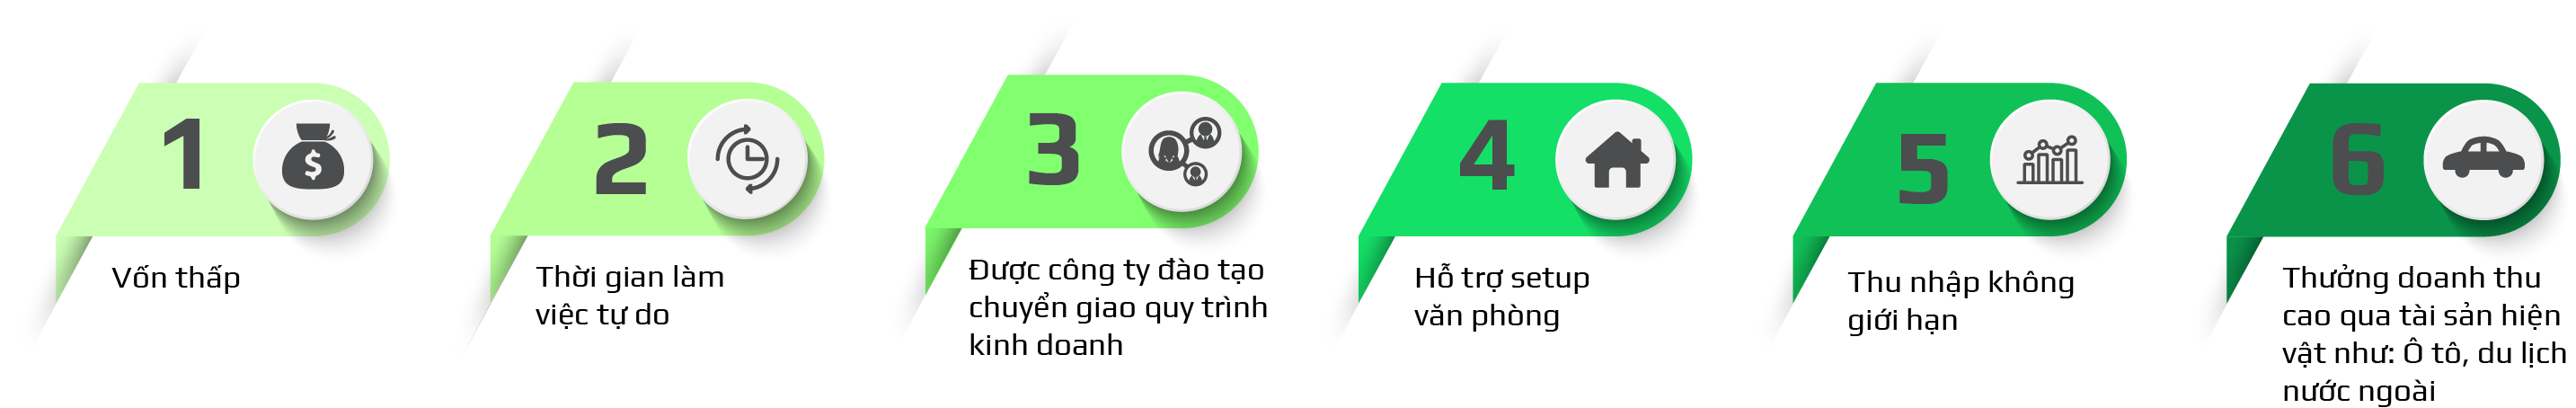 1
Vốn thấp
2
Thời gian làm
việc tự do
3
Được công ty đào tạo
chuyển giao quy trình
kinh doanh
4
Hỗ trợ setup
văn phòng
5
Thu nhập không
giới hạn
6
Thưởng doanh thu
cao qua tài sản hiện
vật như: Ô tô, du lịch
nước ngoài